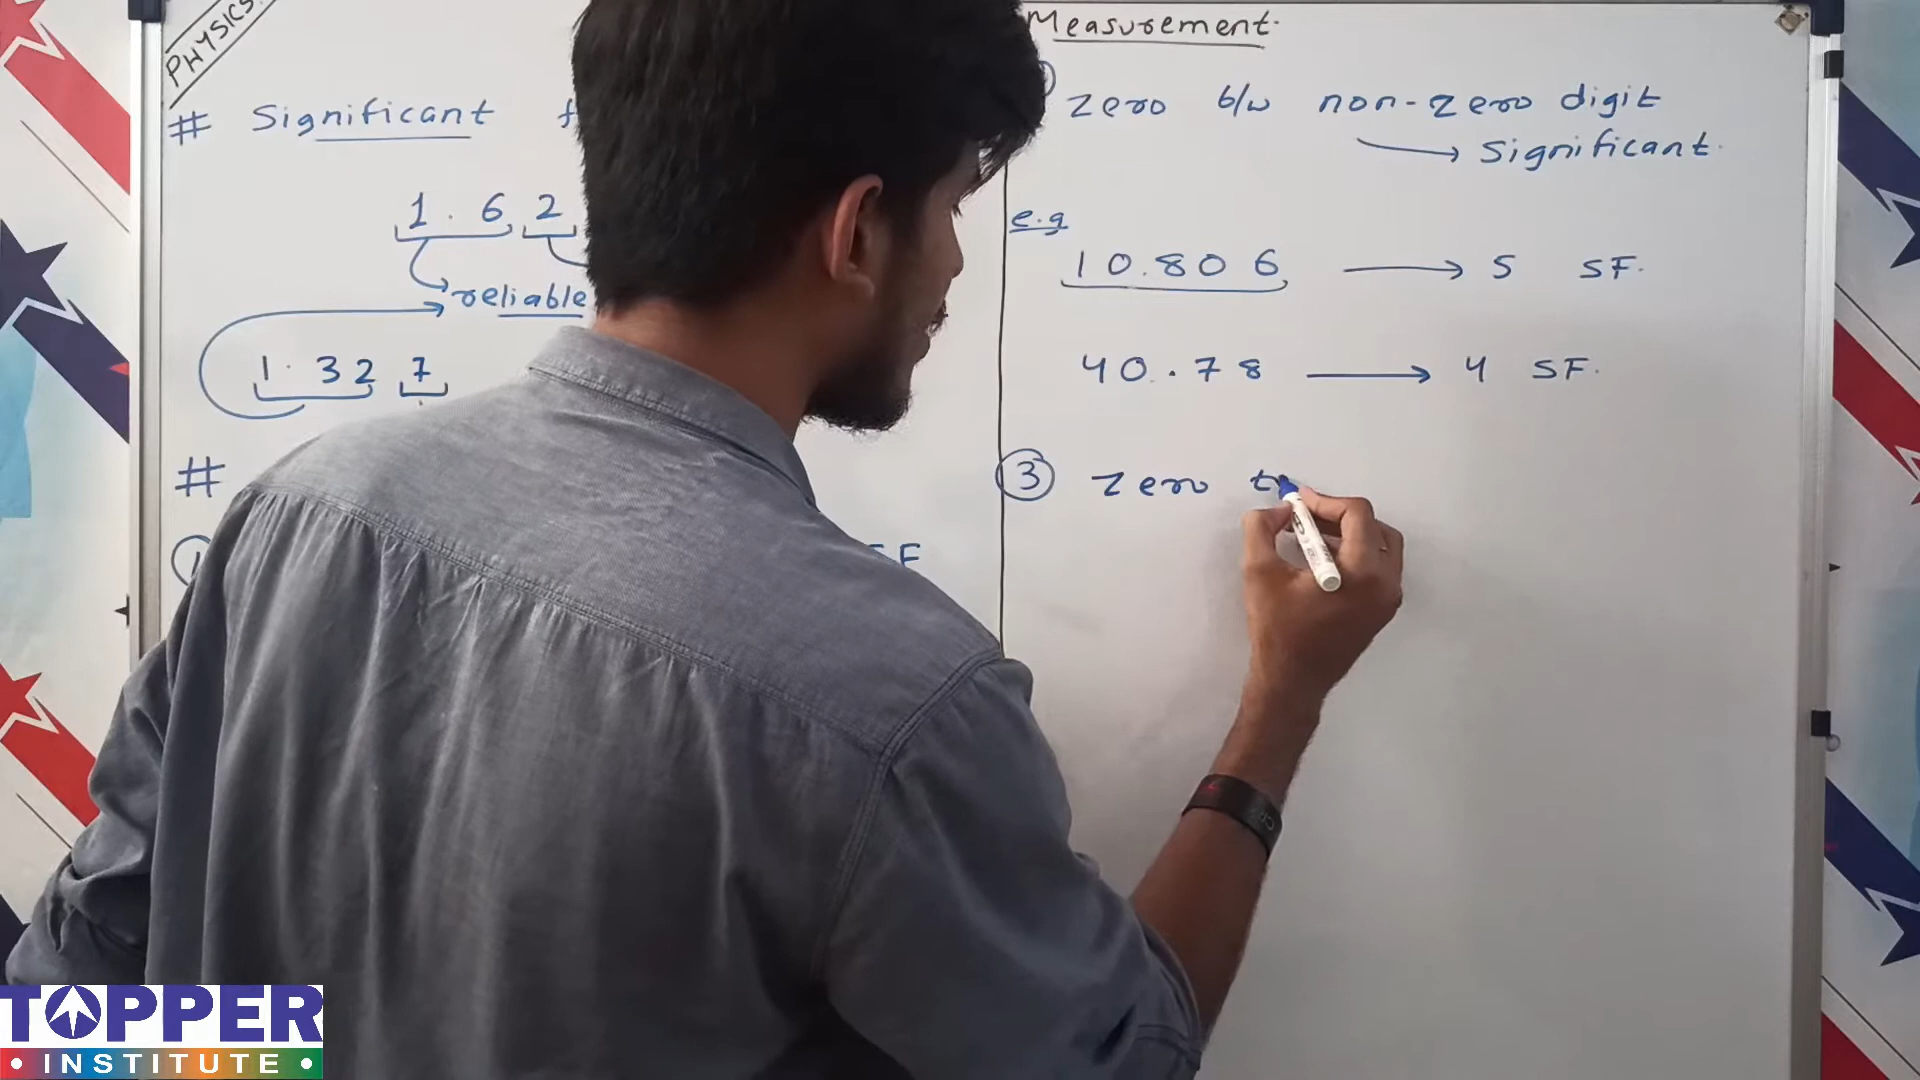 PHYSICS
# Significant
1.62
reliable
1.327
#
SF
Measurement.
zero b/w non-zero digit
→ significant.
e.g
10.806 → 5 SF.
40.78 → 4 SF.
③ zero
TOPPER
• INSTITUTE •